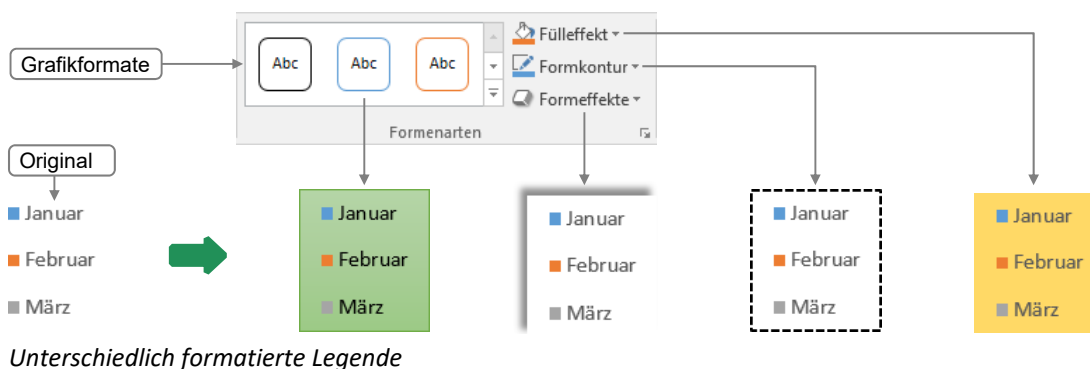 Grafikformate
Abc Abc Abc
Fülleffekt
Formkontur
Formeffekte
Formenarten
Original
Januar
Februar
März
Januar
Februar
März
Januar
Februar
März
Januar
Februar
März
Januar
Februar
März
Unterschiedlich formatierte Legende